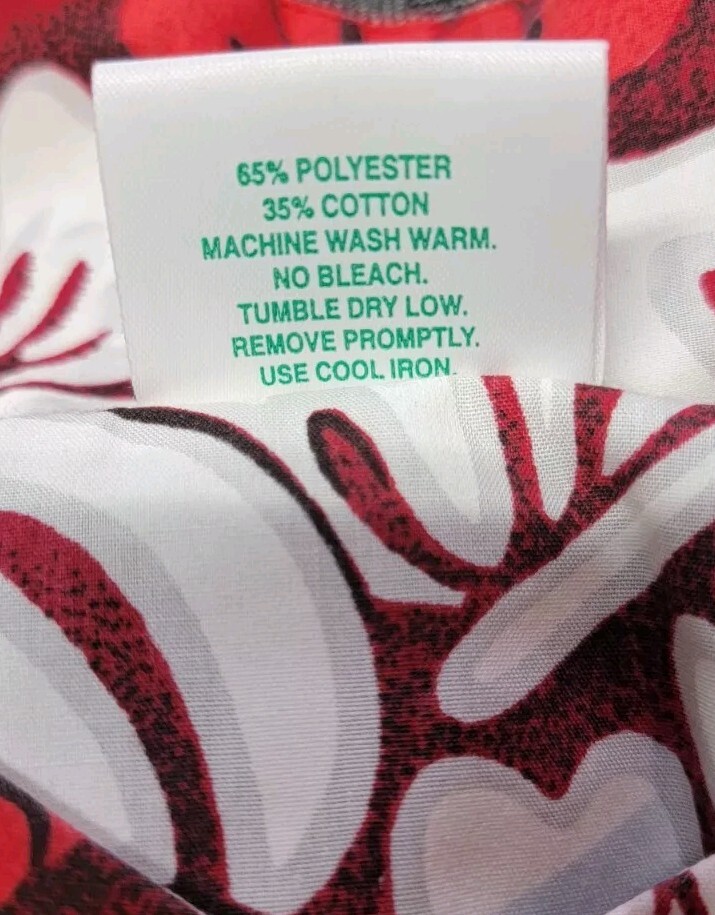 65% POLYESTER
35% COTTON
MACHINE WASH WARM.
NO BLEACH.
TUMBLE DRY LOW.
REMOVE PROMPTLY.
USE COOL IRON.